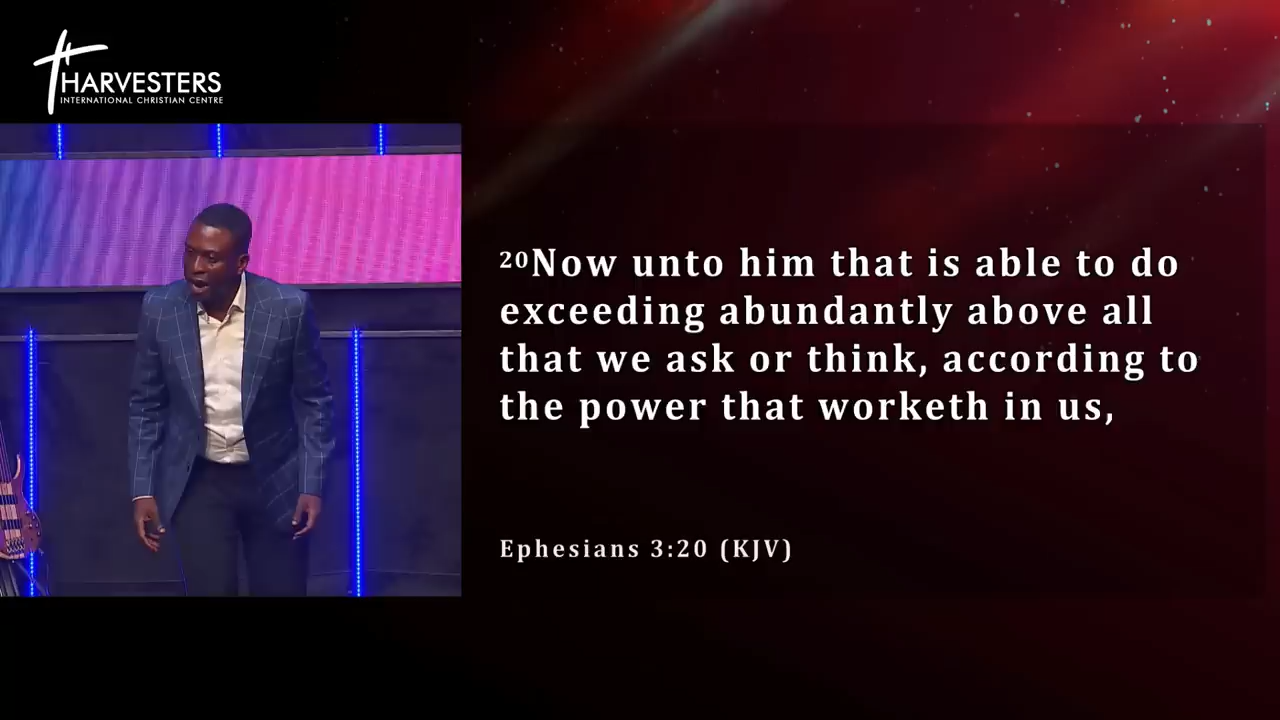 HARVESTERS
INTERNATIONAL CHRISTIAN CENTRE
20Now unto him that is able to do
exceeding abundantly above all
that we ask or think, according to
the power that worketh in us,
Ephesians 3:20 (KJV)